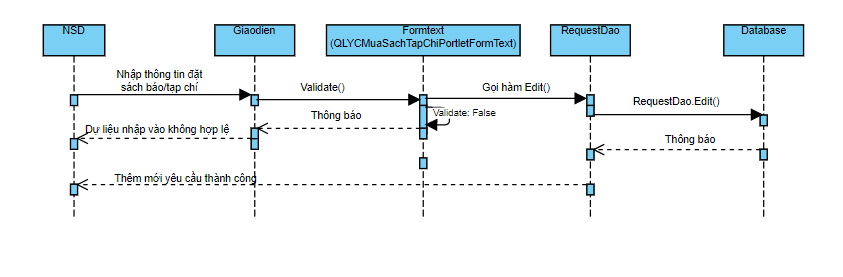 NSD
Giaodien
Formtext
(QLYCMuaSachTapChiPortletFormText)
RequestDao
Database
Nhập thông tin đặt
sách báo/tạp chí
Validate()
Gọi hàm Edit()
RequestDao.Edit()
Validate: False
Thông báo
Dư liệu nhập vào không hợp lệ
Thông báo
Thêm mới yêu cầu thành công